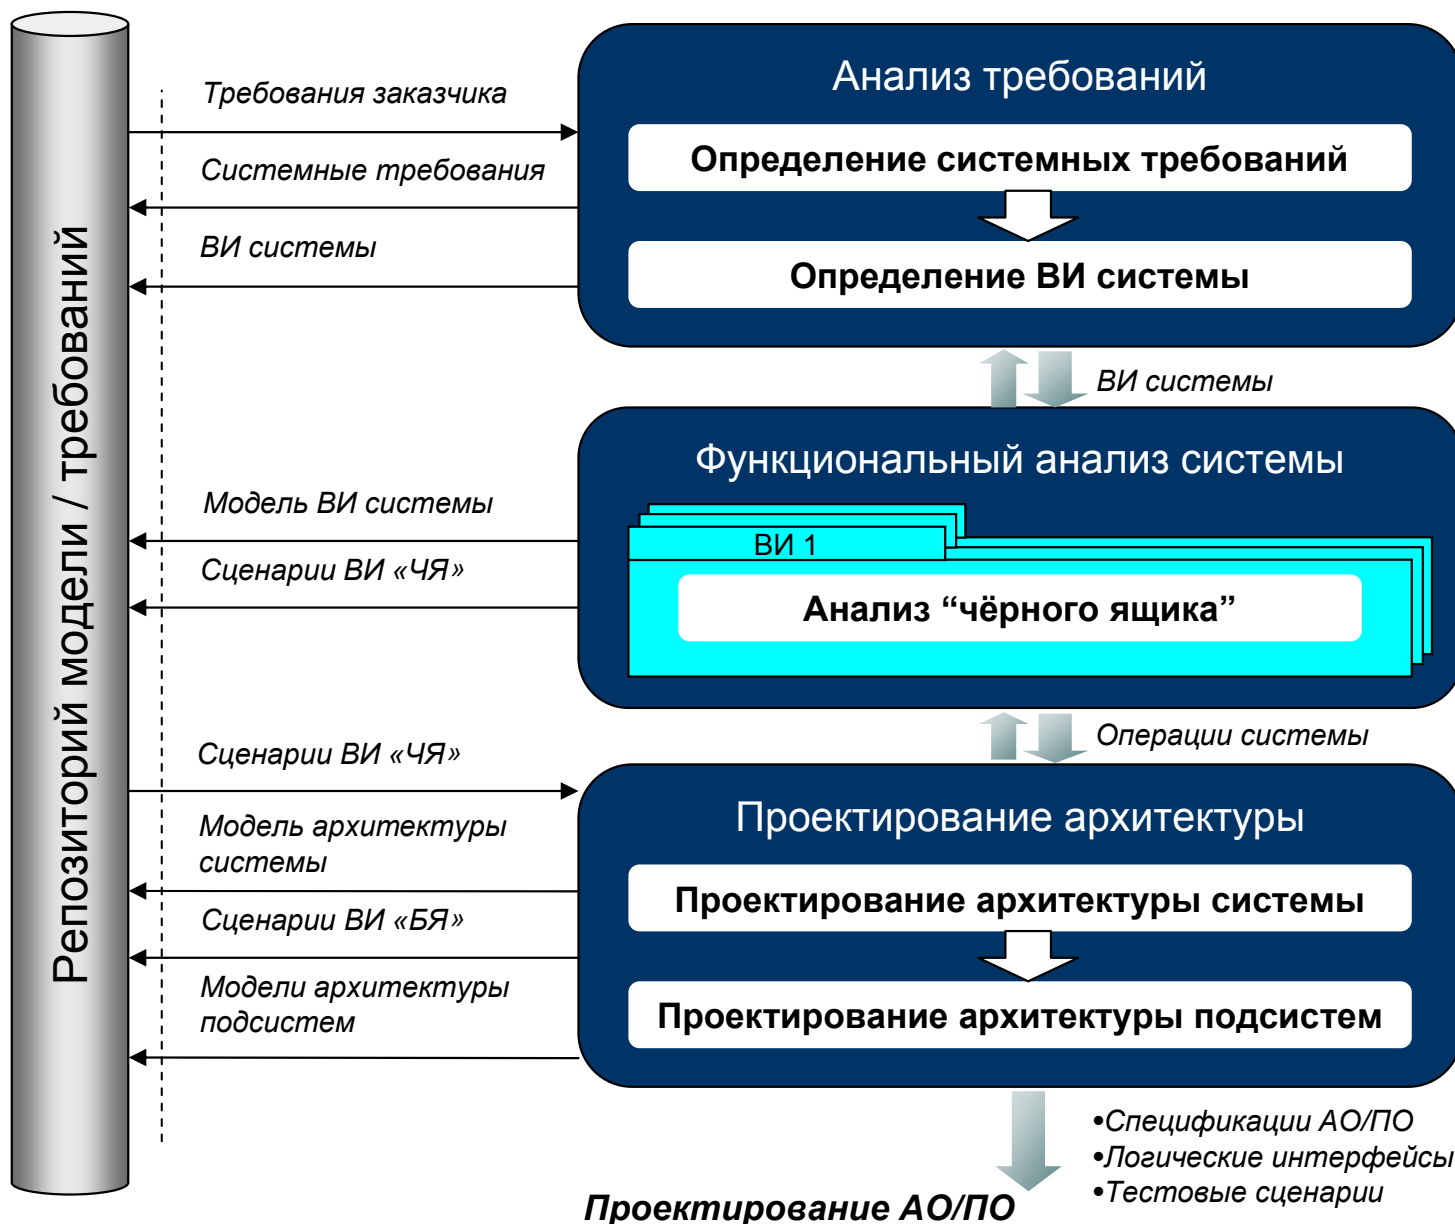 Репозиторий модели / требований
Требования заказчика
Системные требования
ВИ системы
Анализ требований
Определение системных требований
Определение ВИ системы
ВИ системы
Модель ВИ системы
Сценарии ВИ «ЧЯ»
Функциональный анализ системы
ВИ 1
Анализ “чёрного ящика”
Операции системы
Сценарии ВИ «ЧЯ»
Модель архитектуры
системы
Сценарии ВИ «БЯ»
Модели архитектуры
подсистем
Проектирование архитектуры
Проектирование архитектуры системы
Проектирование архитектуры подсистем
•Спецификации АО/ПО
•Логические интерфейсы
•Тестовые сценарии
Проектирование АО/ПО